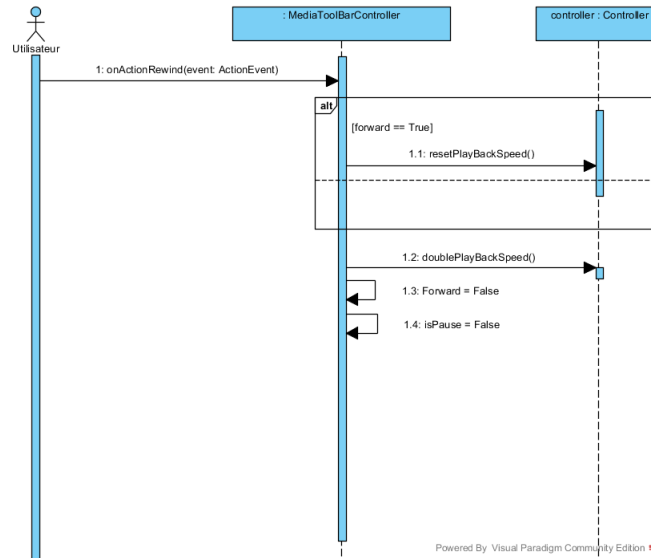 : MediaToolBarController
controller : Controller
Utilisateur
1: onActionRewind(event: ActionEvent)
alt
[forward == True]
1.1: resetPlayBackSpeed()
1.2: doublePlayBackSpeed()
1.3: Forward = False
1.4: isPause = False
Powered By Visual Paradigm Community Edition